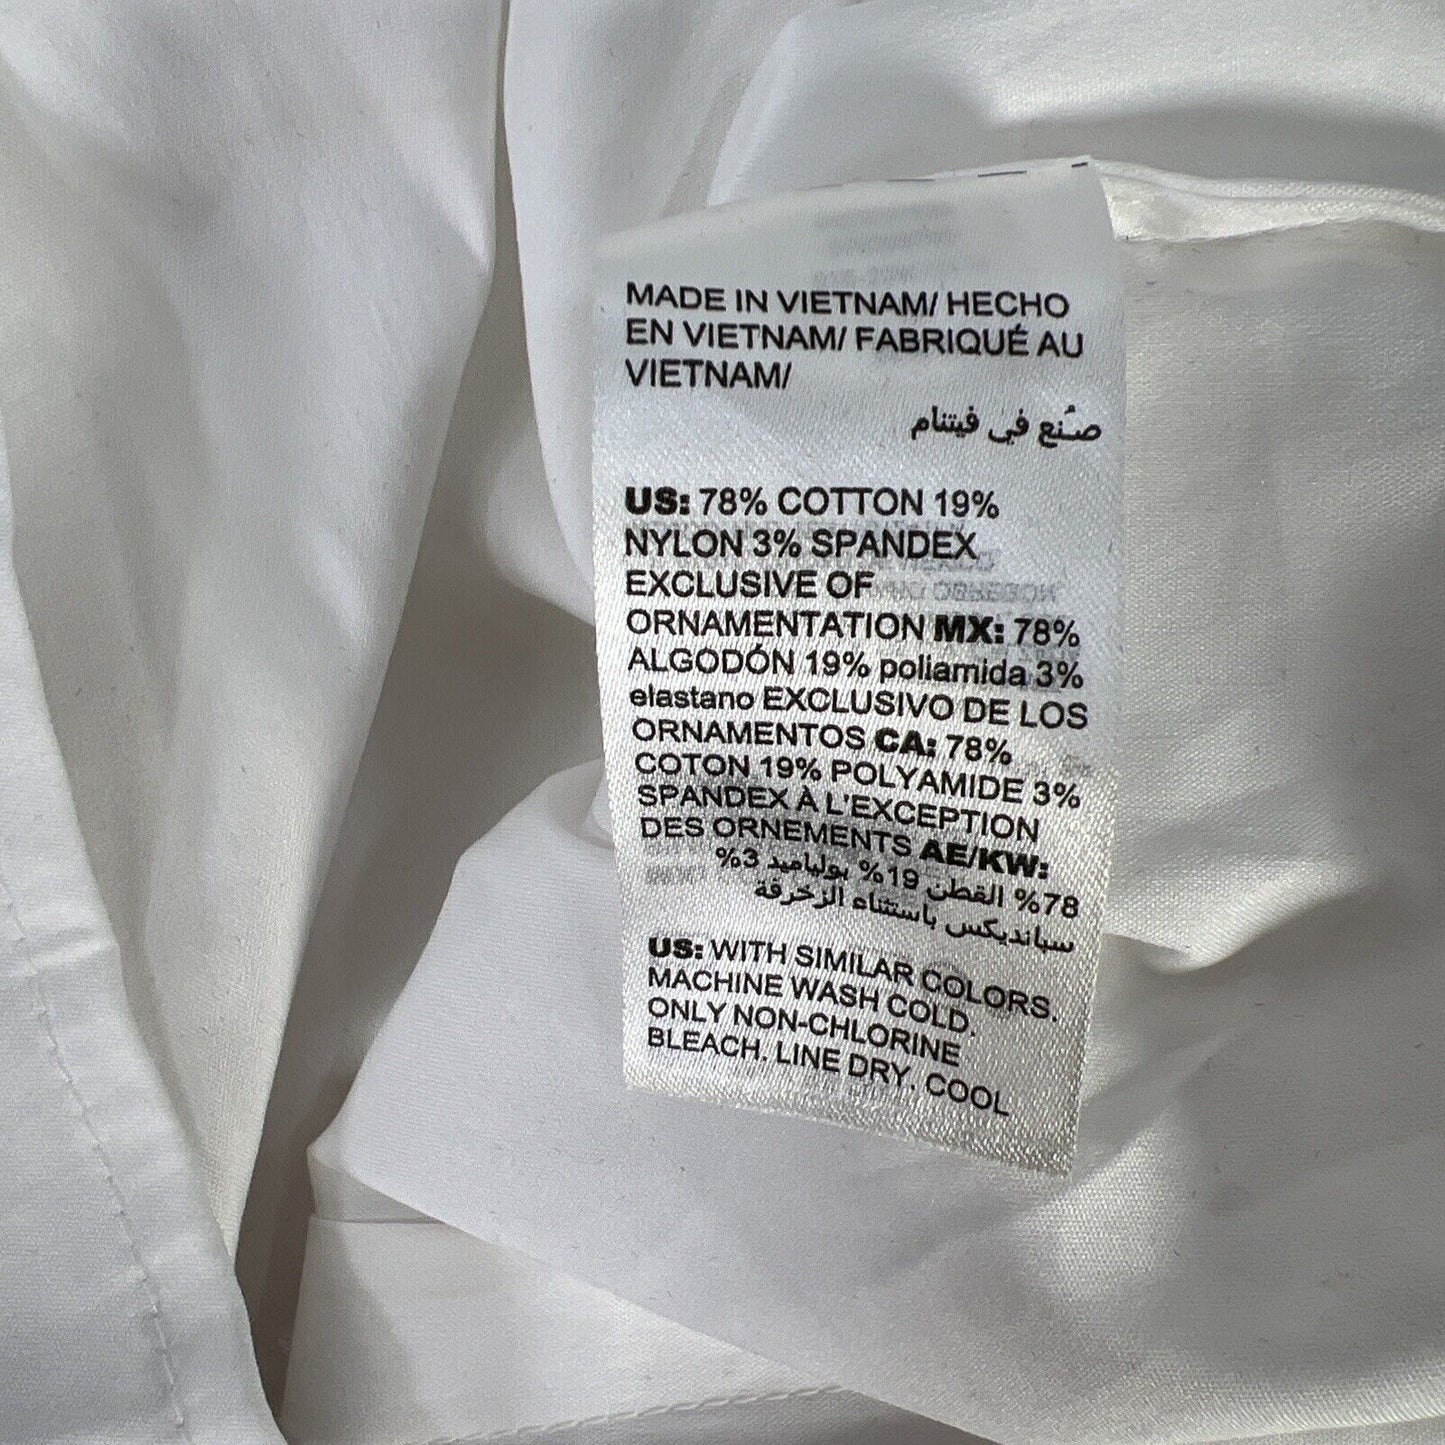 MADE IN VIETNAM/ HECHO
EN VIETNAM/ FABRIQUÉ AU
VIETNAM/
صُنع في فيتنام
US: 78% COTTON 19%
NYLON 3% SPANDEX
EXCLUSIVE OF
ORNAMENTATION MX: 78%
ALGODÓN 19% poliamida 3%
elastano EXCLUSIVO DE LOS
ORNAMENTOS CA: 78%
COTON 19% POLYAMIDE 3%
SPANDEX À L'EXCEPTION
DES ORNEMENTS AE/KW:
78% القطن 19% بولياميد 3%
سبانديكس باستثناء الزخرفة
US: WITH SIMILAR COLORS.
MACHINE WASH COLD.
ONLY NON-CHLORINE
BLEACH. LINE DRY. COOL